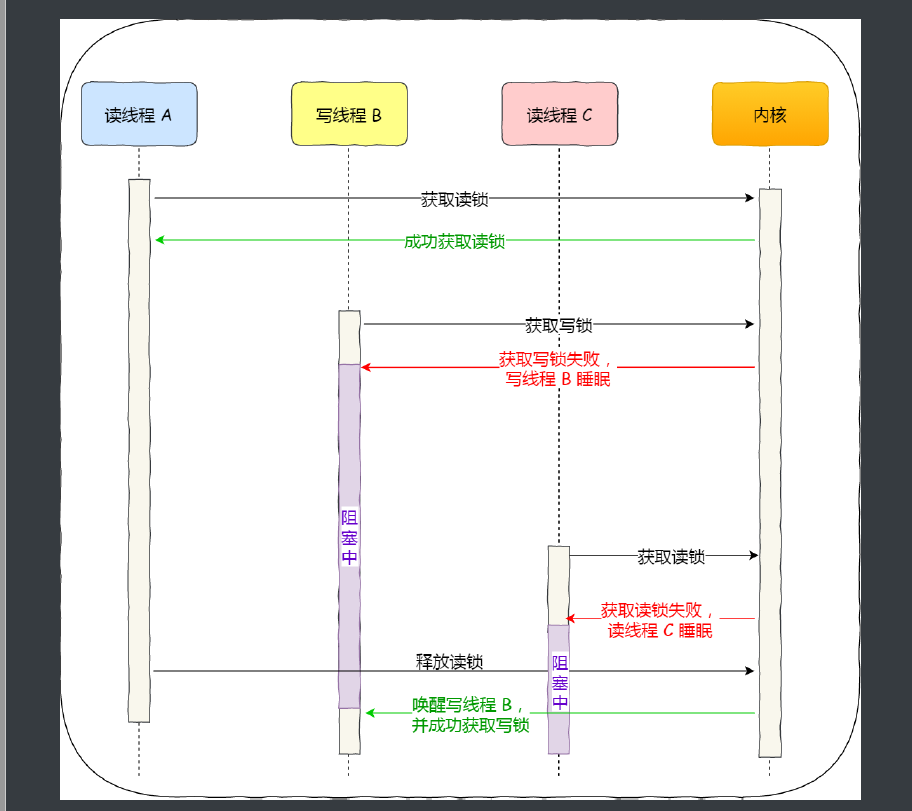 读线程 A
写线程 B
读线程 C
内核
获取读锁
成功获取读锁
获取写锁
获取写锁失败，
写线程 B 睡眠
阻
塞
中
获取读锁
获取读锁失败，
读线程 C 睡眠
释放读锁
阻
塞
中
唤醒写线程 B，
并成功获取写锁